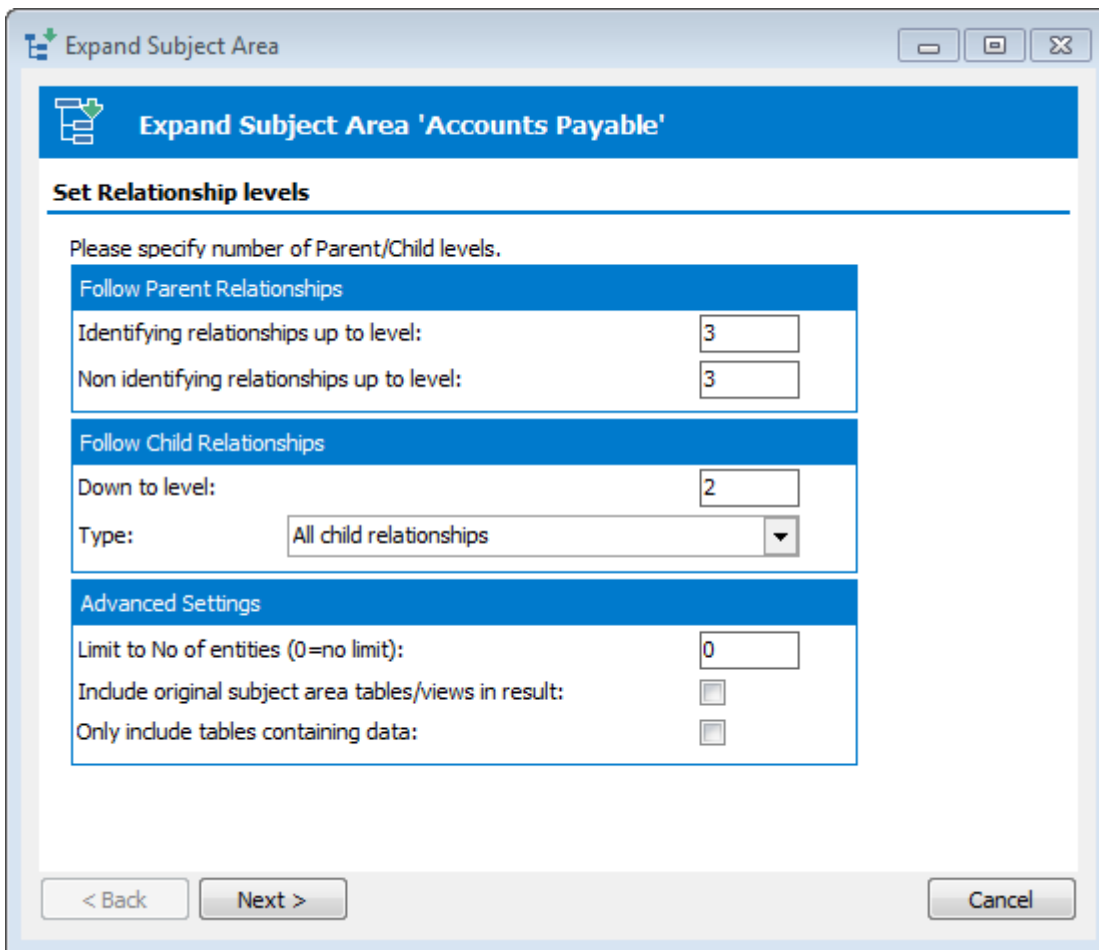 Expand Subject Area
Expand Subject Area 'Accounts Payable'
Set Relationship levels
Please specify number of Parent/Child levels.
Follow Parent Relationships
Identifying relationships up to level: 3
Non identifying relationships up to level: 3
Follow Child Relationships
Down to level: 2
Type: All child relationships
Advanced Settings
Limit to No of entities (0=no limit): 0
Include original subject area tables/views in result:
Only include tables containing data:
< Back Next > Cancel